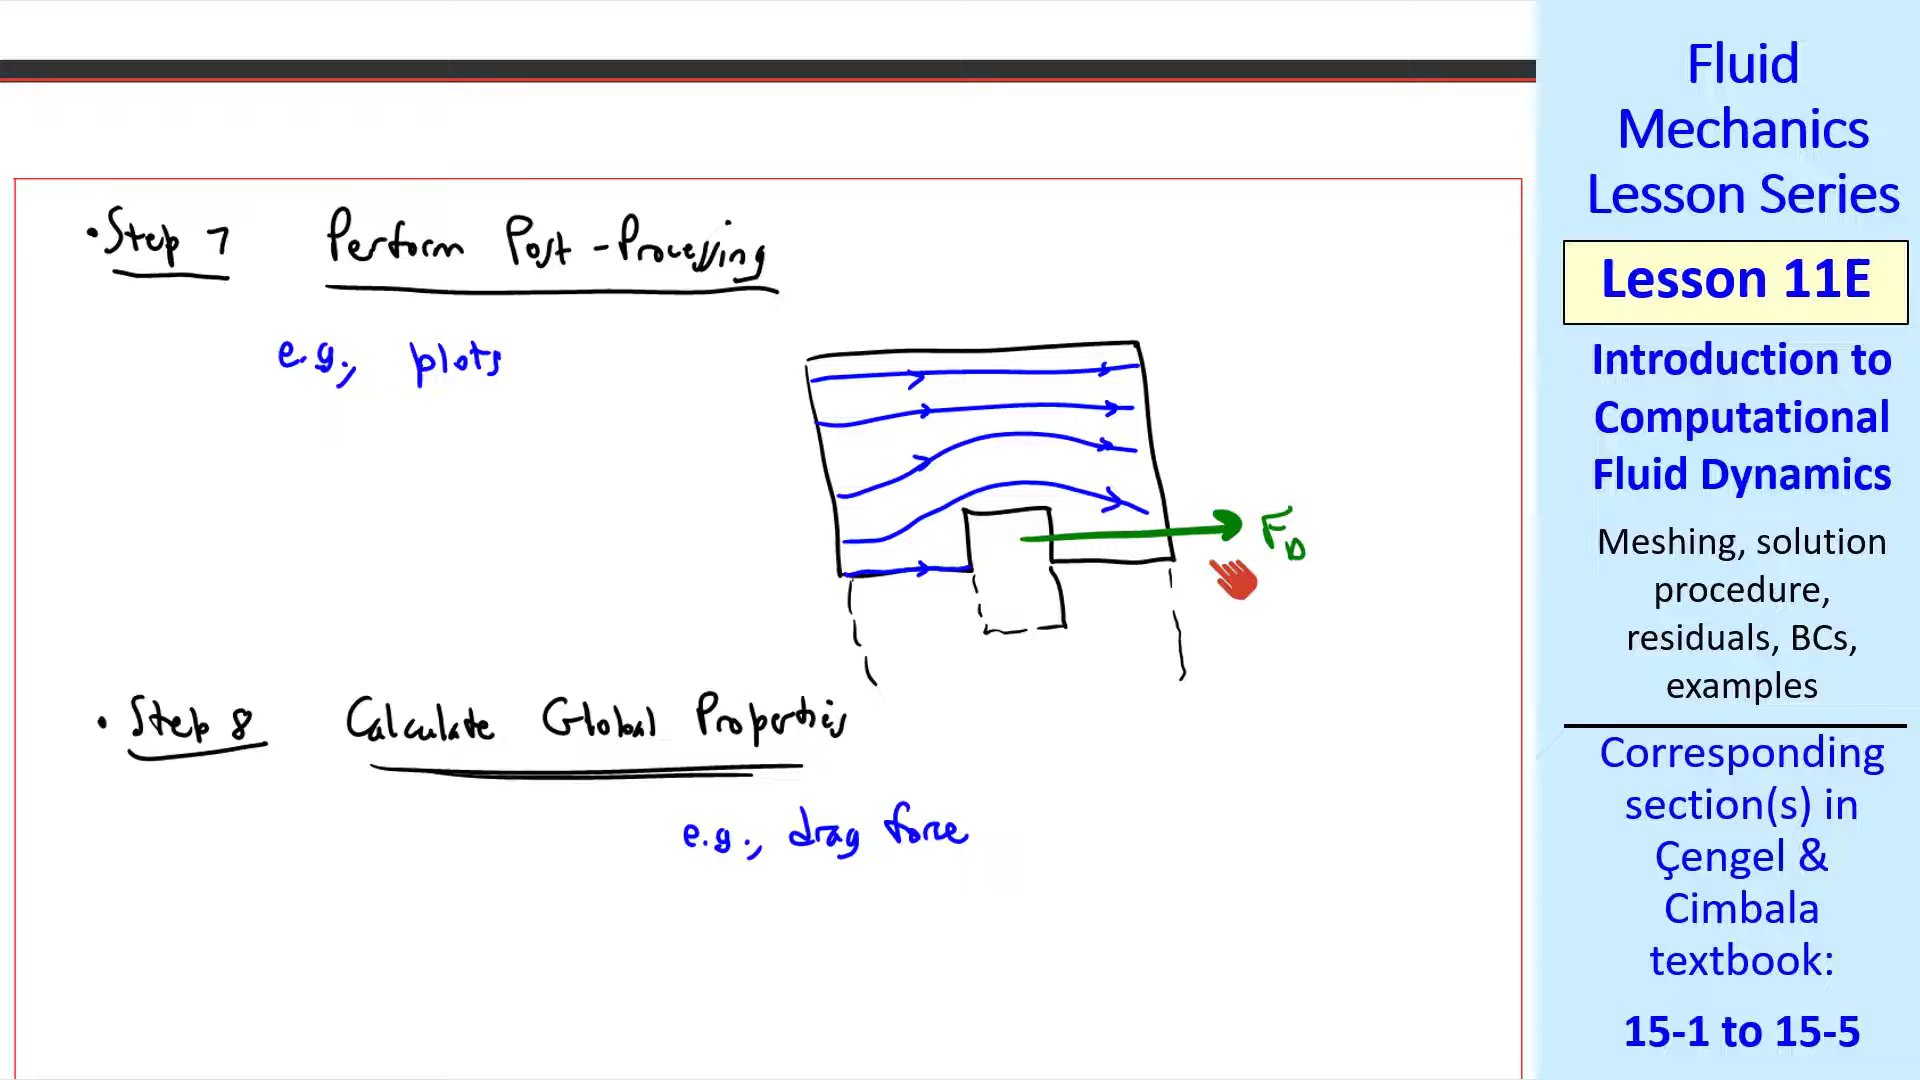 • Step 7 Perform Post-Processing
e.g., plots
F_D
• Step 8 Calculate Global Properties
e.g., drag force
Fluid
Mechanics
Lesson Series
Lesson 11E
Introduction to
Computational
Fluid Dynamics
Meshing, solution
procedure,
residuals, BCs,
examples
Corresponding
section(s) in
Çengel &
Cimbala
textbook:
15-1 to 15-5